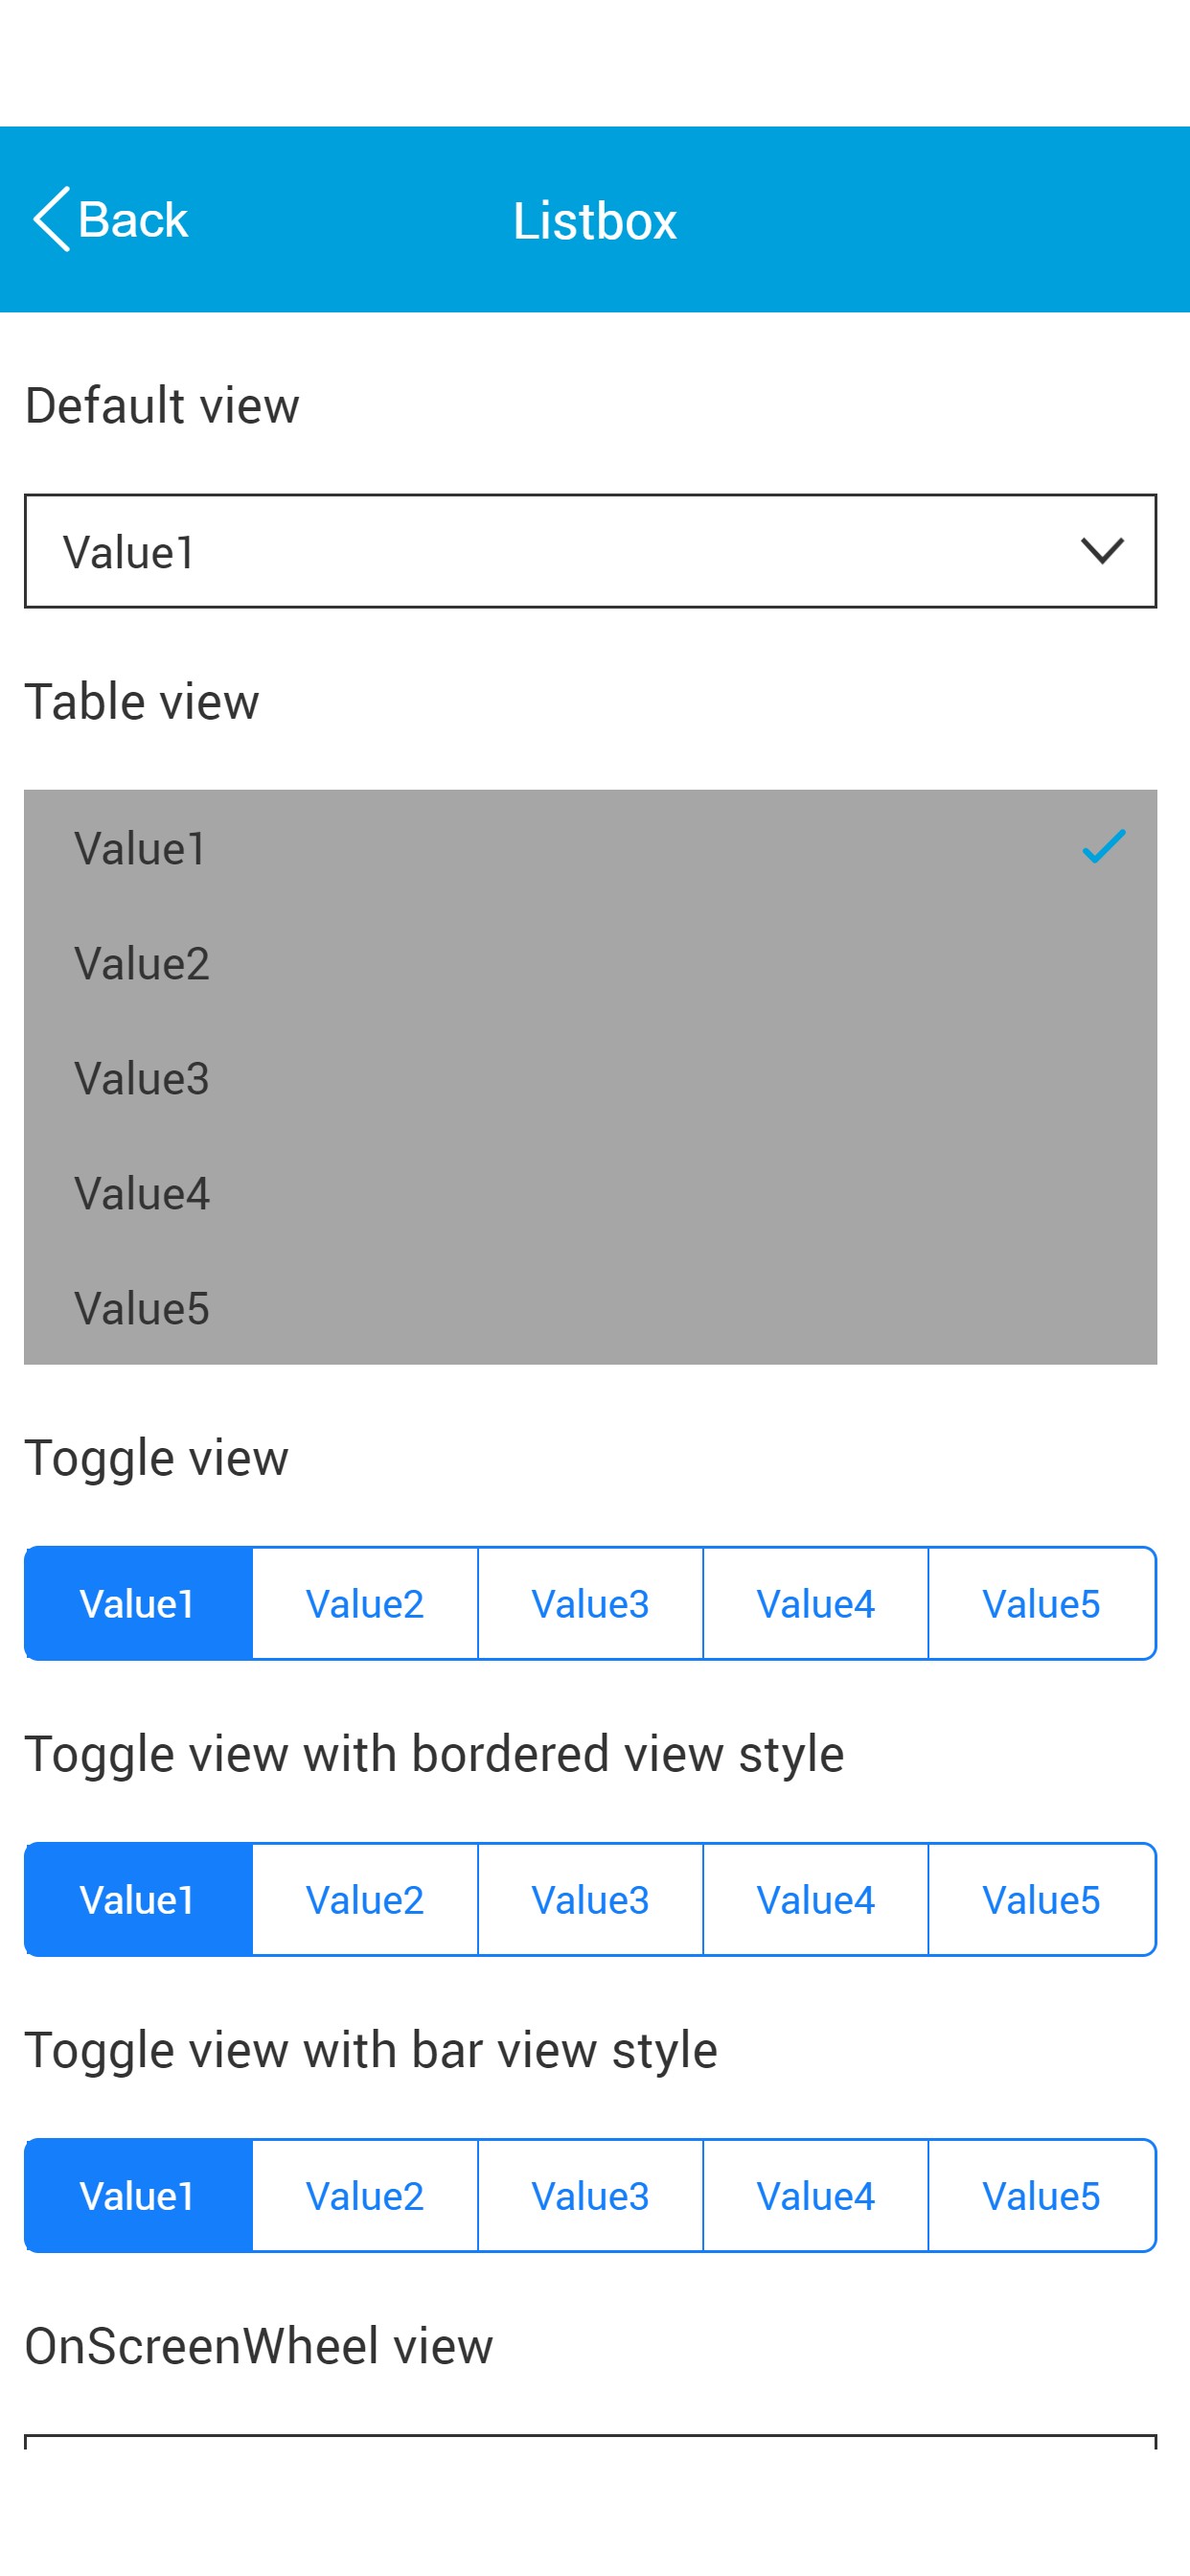 Back Listbox
Default view
Value1
Table view
Value1
Value2
Value3
Value4
Value5
Toggle view
Value1 Value2 Value3 Value4 Value5
Toggle view with bordered view style
Value1 Value2 Value3 Value4 Value5
Toggle view with bar view style
Value1 Value2 Value3 Value4 Value5
OnScreenWheel view